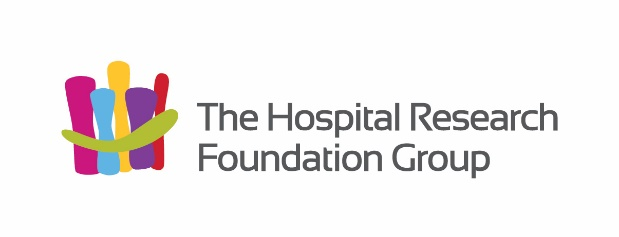 The Hospital Research
Foundation Group